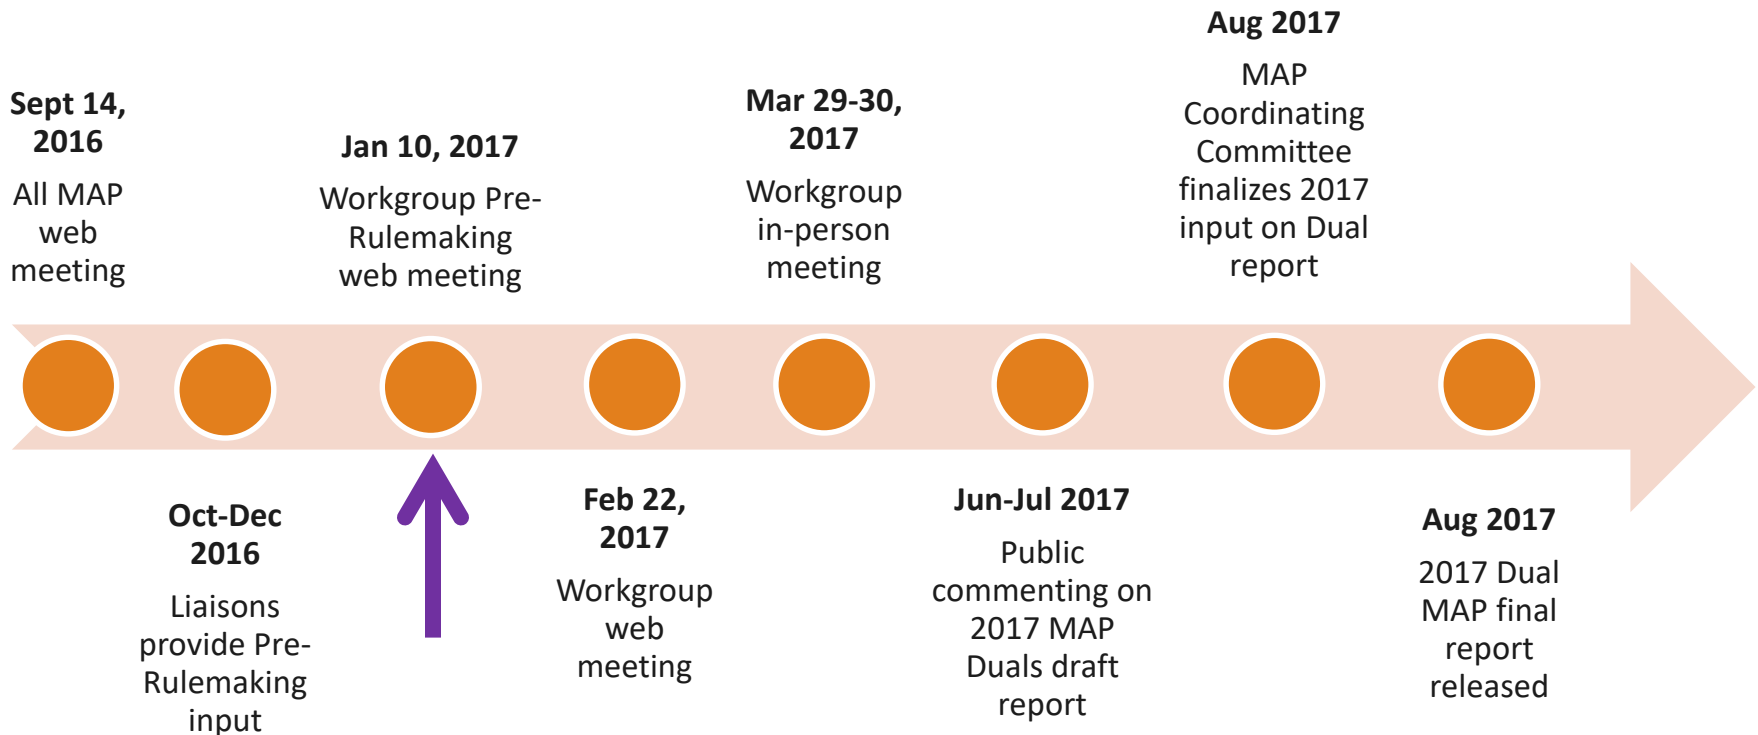 Sept 14,
2016
All MAP
web
meeting
Oct-Dec
2016
Liaisons
provide Pre-
Rulemaking
input
Jan 10, 2017
Workgroup Pre-
Rulemaking
web meeting
Feb 22,
2017
Workgroup
web
meeting
Mar 29-30,
2017
Workgroup
in-person
meeting
Jun-Jul 2017
Public
commenting on
2017 MAP
Duals draft
report
Aug 2017
MAP
Coordinating
Committee
finalizes 2017
input on Dual
report
Aug 2017
2017 Dual
MAP final
report
released